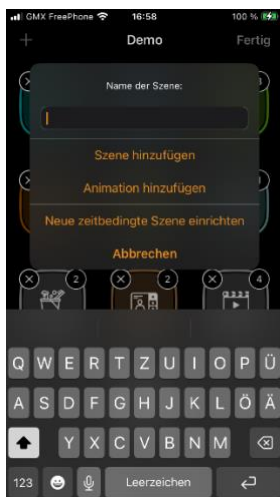 GMX FreePhone 16:58 100 %
+ Demo Fertig
Name der Szene:
Szene hinzufügen
Animation hinzufügen
Neue zeitbedingte Szene einrichten
Abbrechen
2 2 4
Q W E R T Z U I O P Ü
A S D F G H J K L Ö Ä
Y X C V B N M
123 Leerzeichen